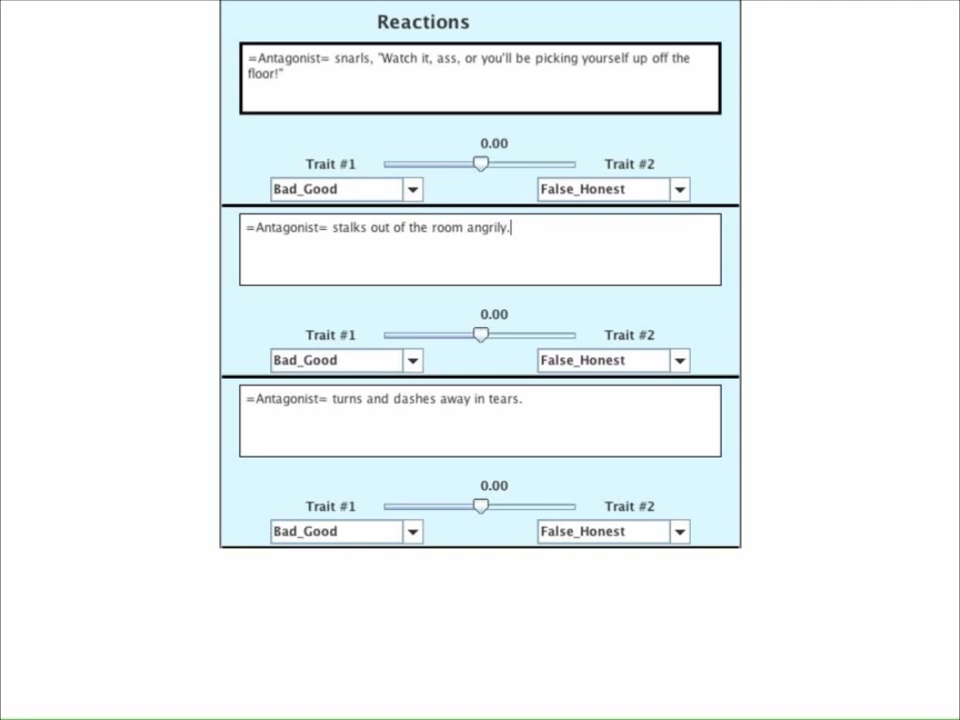 Reactions
=Antagonist= snarls, "Watch it, ass, or you'll be picking yourself up off the
floor!"
0.00
Trait #1 Trait #2
Bad_Good False_Honest
=Antagonist= stalks out of the room angrily.
0.00
Trait #1 Trait #2
Bad_Good False_Honest
=Antagonist= turns and dashes away in tears.
0.00
Trait #1 Trait #2
Bad_Good False_Honest